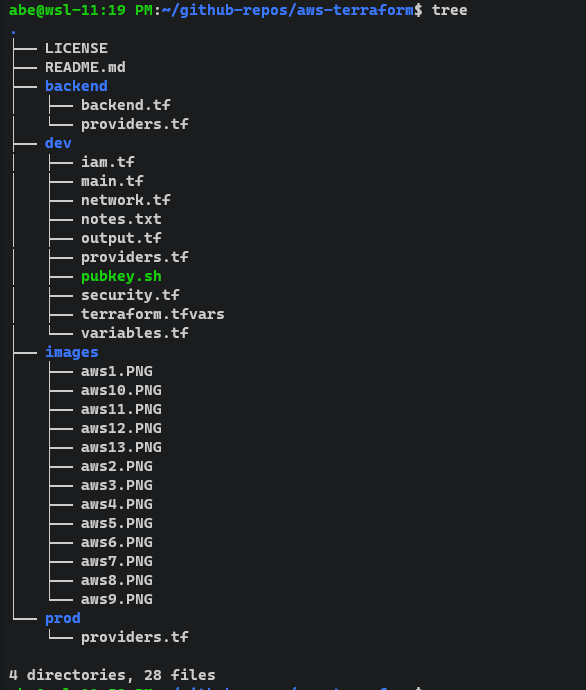 abe@wsl-11:19 PM:~/github-repos/aws-terraform$ tree
.
├── LICENSE
├── README.md
├── backend
│   ├── backend.tf
│   └── providers.tf
├── dev
│   ├── iam.tf
│   ├── main.tf
│   ├── network.tf
│   ├── notes.txt
│   ├── output.tf
│   ├── providers.tf
│   ├── pubkey.sh
│   ├── security.tf
│   ├── terraform.tfvars
│   └── variables.tf
├── images
│   ├── aws1.PNG
│   ├── aws10.PNG
│   ├── aws11.PNG
│   ├── aws12.PNG
│   ├── aws13.PNG
│   ├── aws2.PNG
│   ├── aws3.PNG
│   ├── aws4.PNG
│   ├── aws5.PNG
│   ├── aws6.PNG
│   ├── aws7.PNG
│   ├── aws8.PNG
│   └── aws9.PNG
└── prod
    └── providers.tf
4 directories, 28 files